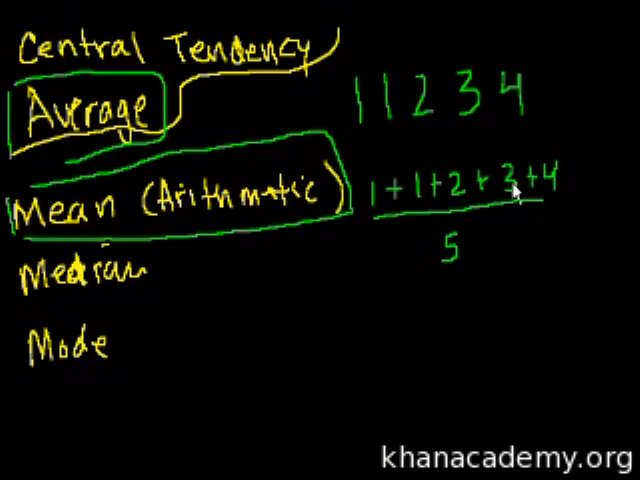 Central Tendency
Average
1 1 2 3 4
Mean (Arithmatic)
1+1+2+3+4
5
Median
Mode
khanacademy.org